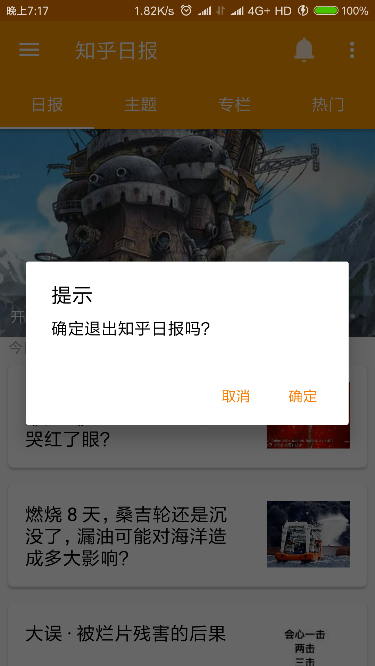 晚上7:17 1.82K/s 4G+ HD 100%
知乎日报
日报 主题 专栏 热门
开
今
提示
确定退出知乎日报吗?
取消 确定
哭红了眼?
燃烧 8 天，桑吉轮还是沉
没了，漏油可能对海洋造
成多大影响?
大误 · 被烂片残害的后果
会心一击
两击
三击